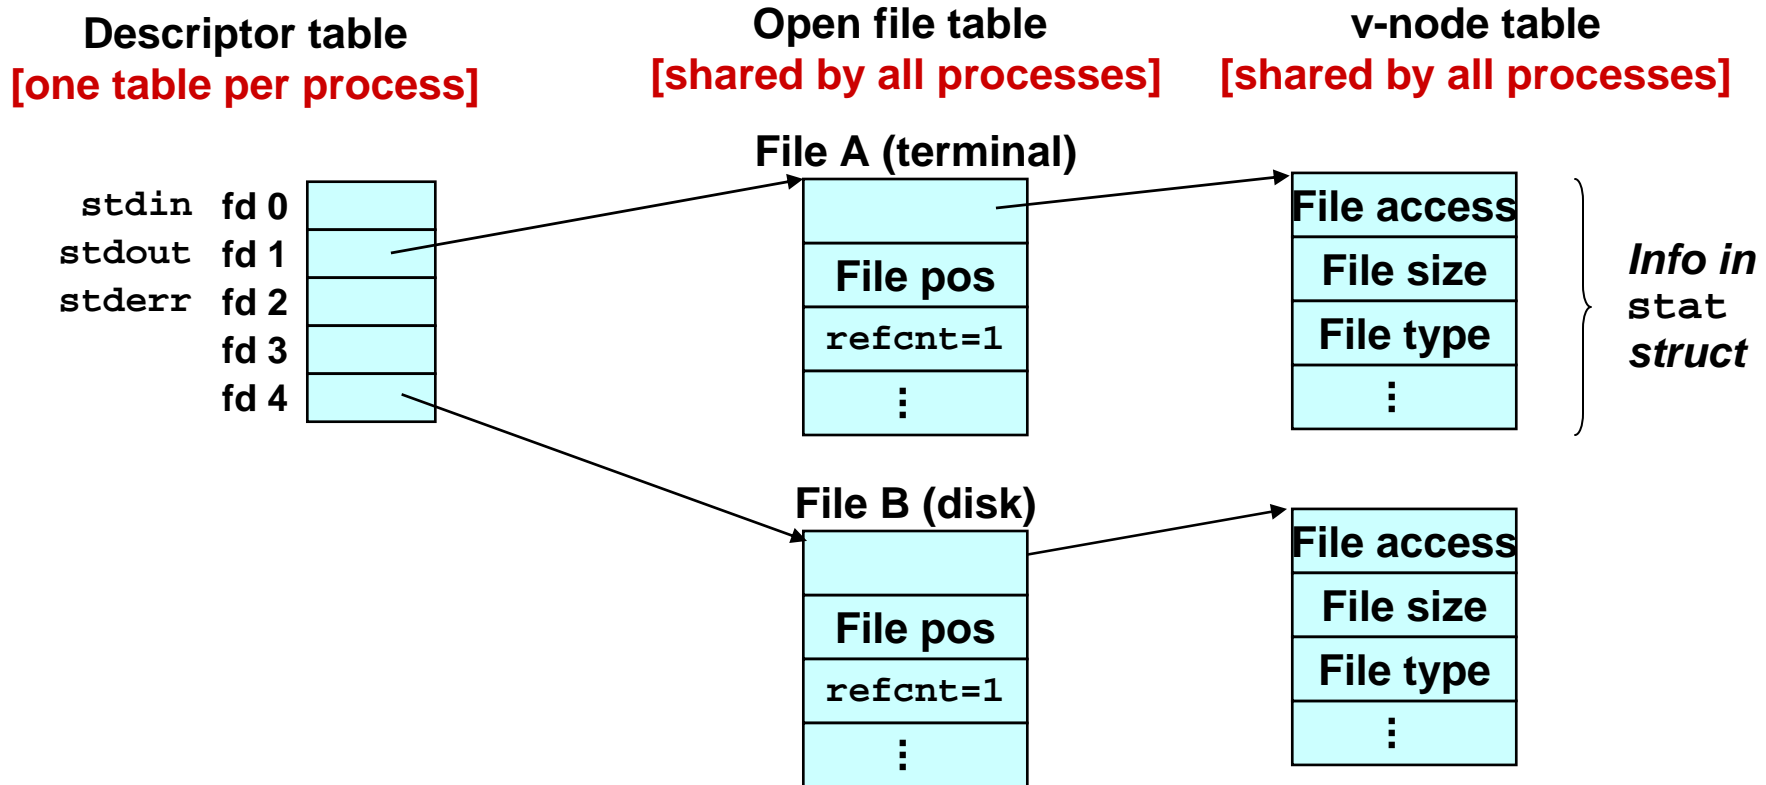 Descriptor table
[one table per process]
Open file table
[shared by all processes]
v-node table
[shared by all processes]
stdin fd 0
stdout fd 1
stderr fd 2
fd 3
fd 4
File A (terminal)
File pos
refcnt=1
⋮
File access
File size
File type
⋮
Info in
stat
struct
File B (disk)
File pos
refcnt=1
⋮
File access
File size
File type
⋮